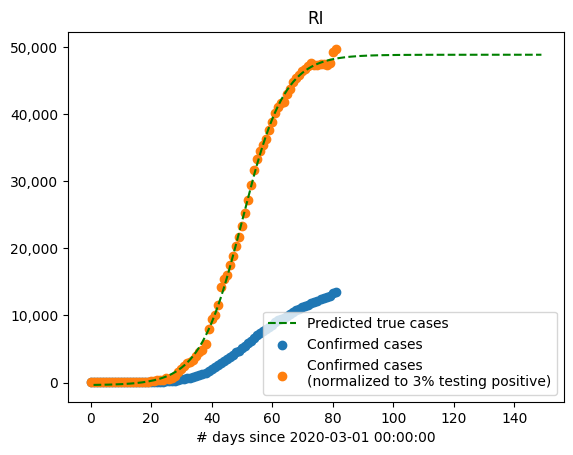 RI
50,000
40,000
30,000
20,000
10,000
0
Predicted true cases
Confirmed cases
Confirmed cases
(normalized to 3% testing positive)
0 20 40 60 80 100 120 140
# days since 2020-03-01 00:00:00